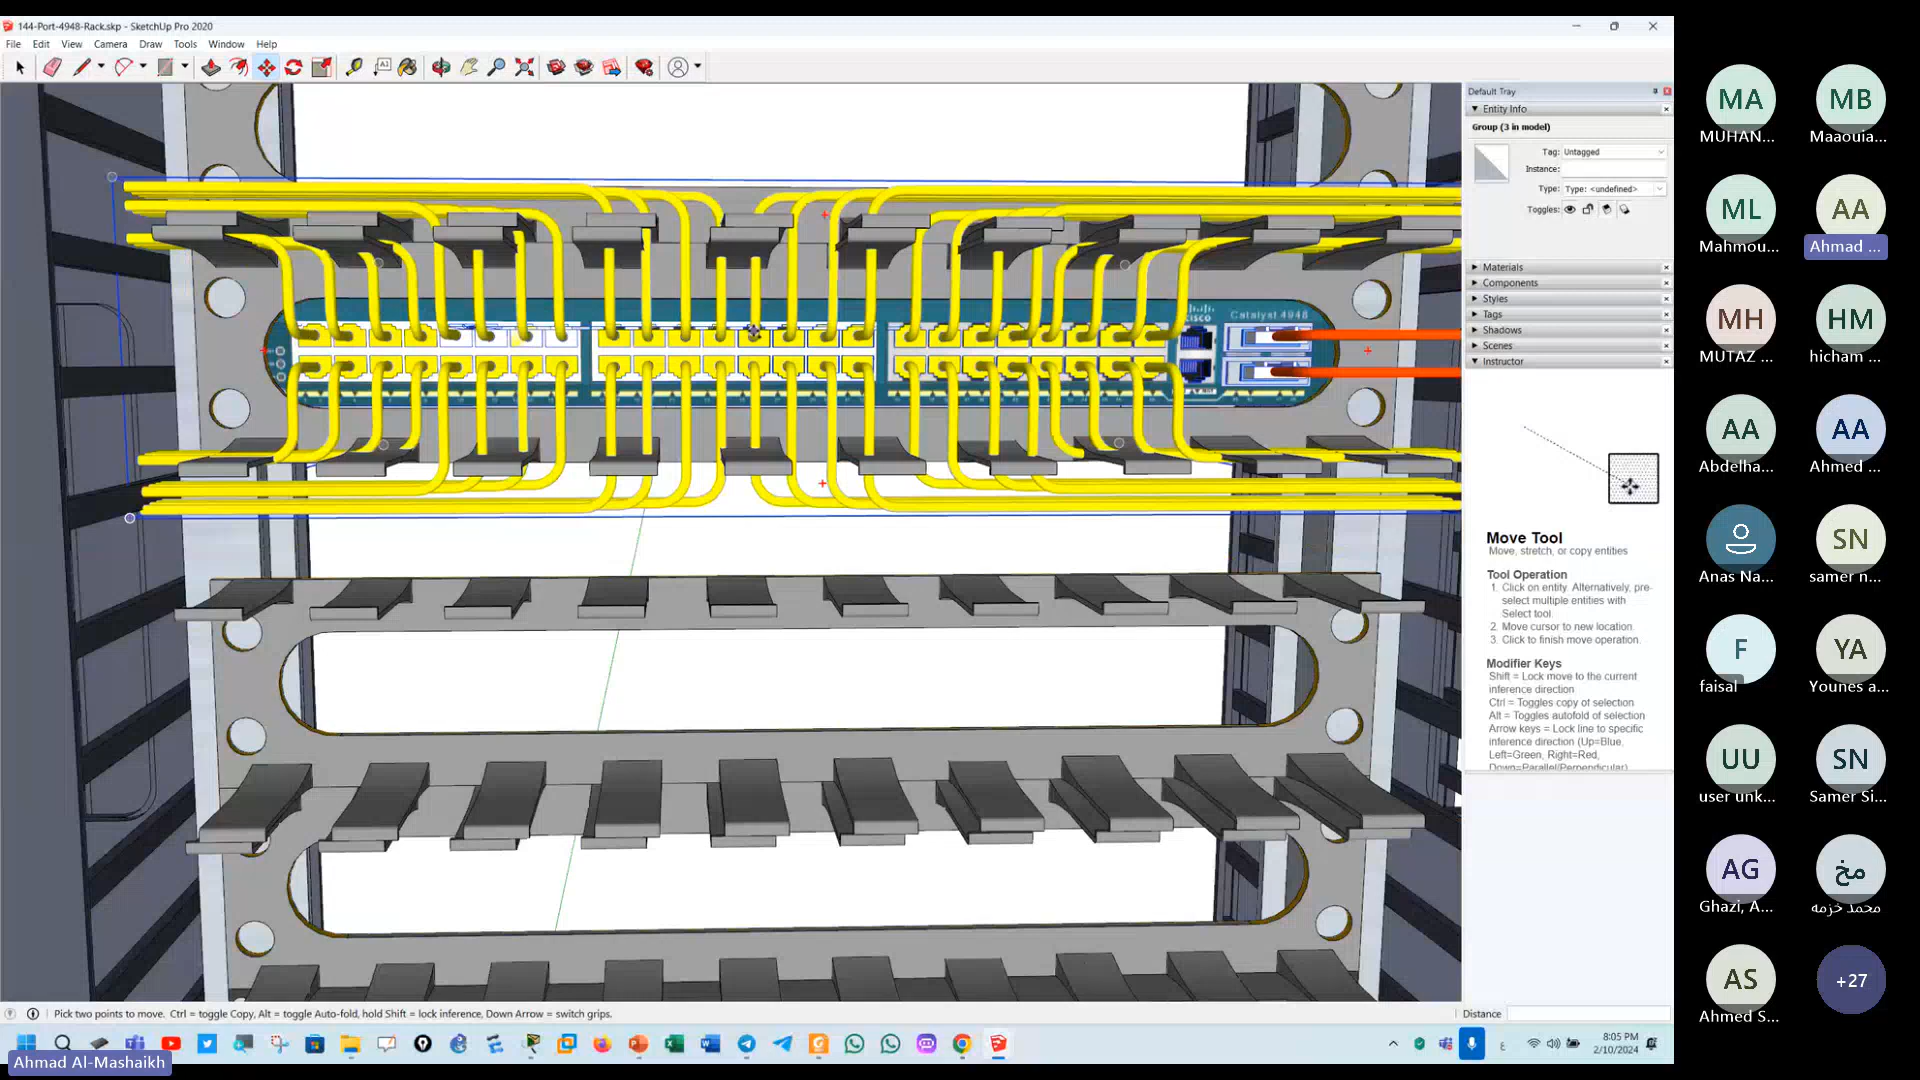 144-Port-4948-Rack.skp - SketchUp Pro 2020
File Edit View Camera Draw Tools Window Help
Default Tray
Entity Info
Group (3 in model)
Tag: Untagged
Instance:
Type: Type: <undefined>
Toggles:
Materials
Components
Styles
Tags
Shadows
Scenes
Instructor
Move Tool
Move, stretch, or copy entities
Tool Operation
1. Click on entity. Alternatively, pre-
select multiple entities with
Select tool.
2. Move cursor to new location.
3. Click to finish move operation.
Modifier Keys
Shift = Lock move to the current
inference direction
Ctrl = Toggles copy of selection
Alt = Toggles autofold of selection
Arrow keys = Lock line to specific
inference direction (Up=Blue,
Left=Green, Right=Red,
Down=Parallel/Perpendicular)
CISCO
Catalyst 4948
Pick two points to move. Ctrl = toggle Copy, Alt = toggle Auto-fold, hold Shift = lock inference, Down Arrow = switch grips.
Distance
8:05 PM
2/10/2024
Ahmad Al-Mashaikh
MA
MUHAN...
MB
Maaouia...
ML
Mahmou...
AA
Ahmad ...
MH
MUTAZ ...
HM
hicham ...
AA
Abdelha...
AA
Ahmed ...
Anas Na...
SN
samer n...
F
faisal
YA
Younes a...
UU
user unk...
SN
Samer Si...
AG
Ghazi, A...
مخ
محمد خزمه
AS
Ahmed S...
+27